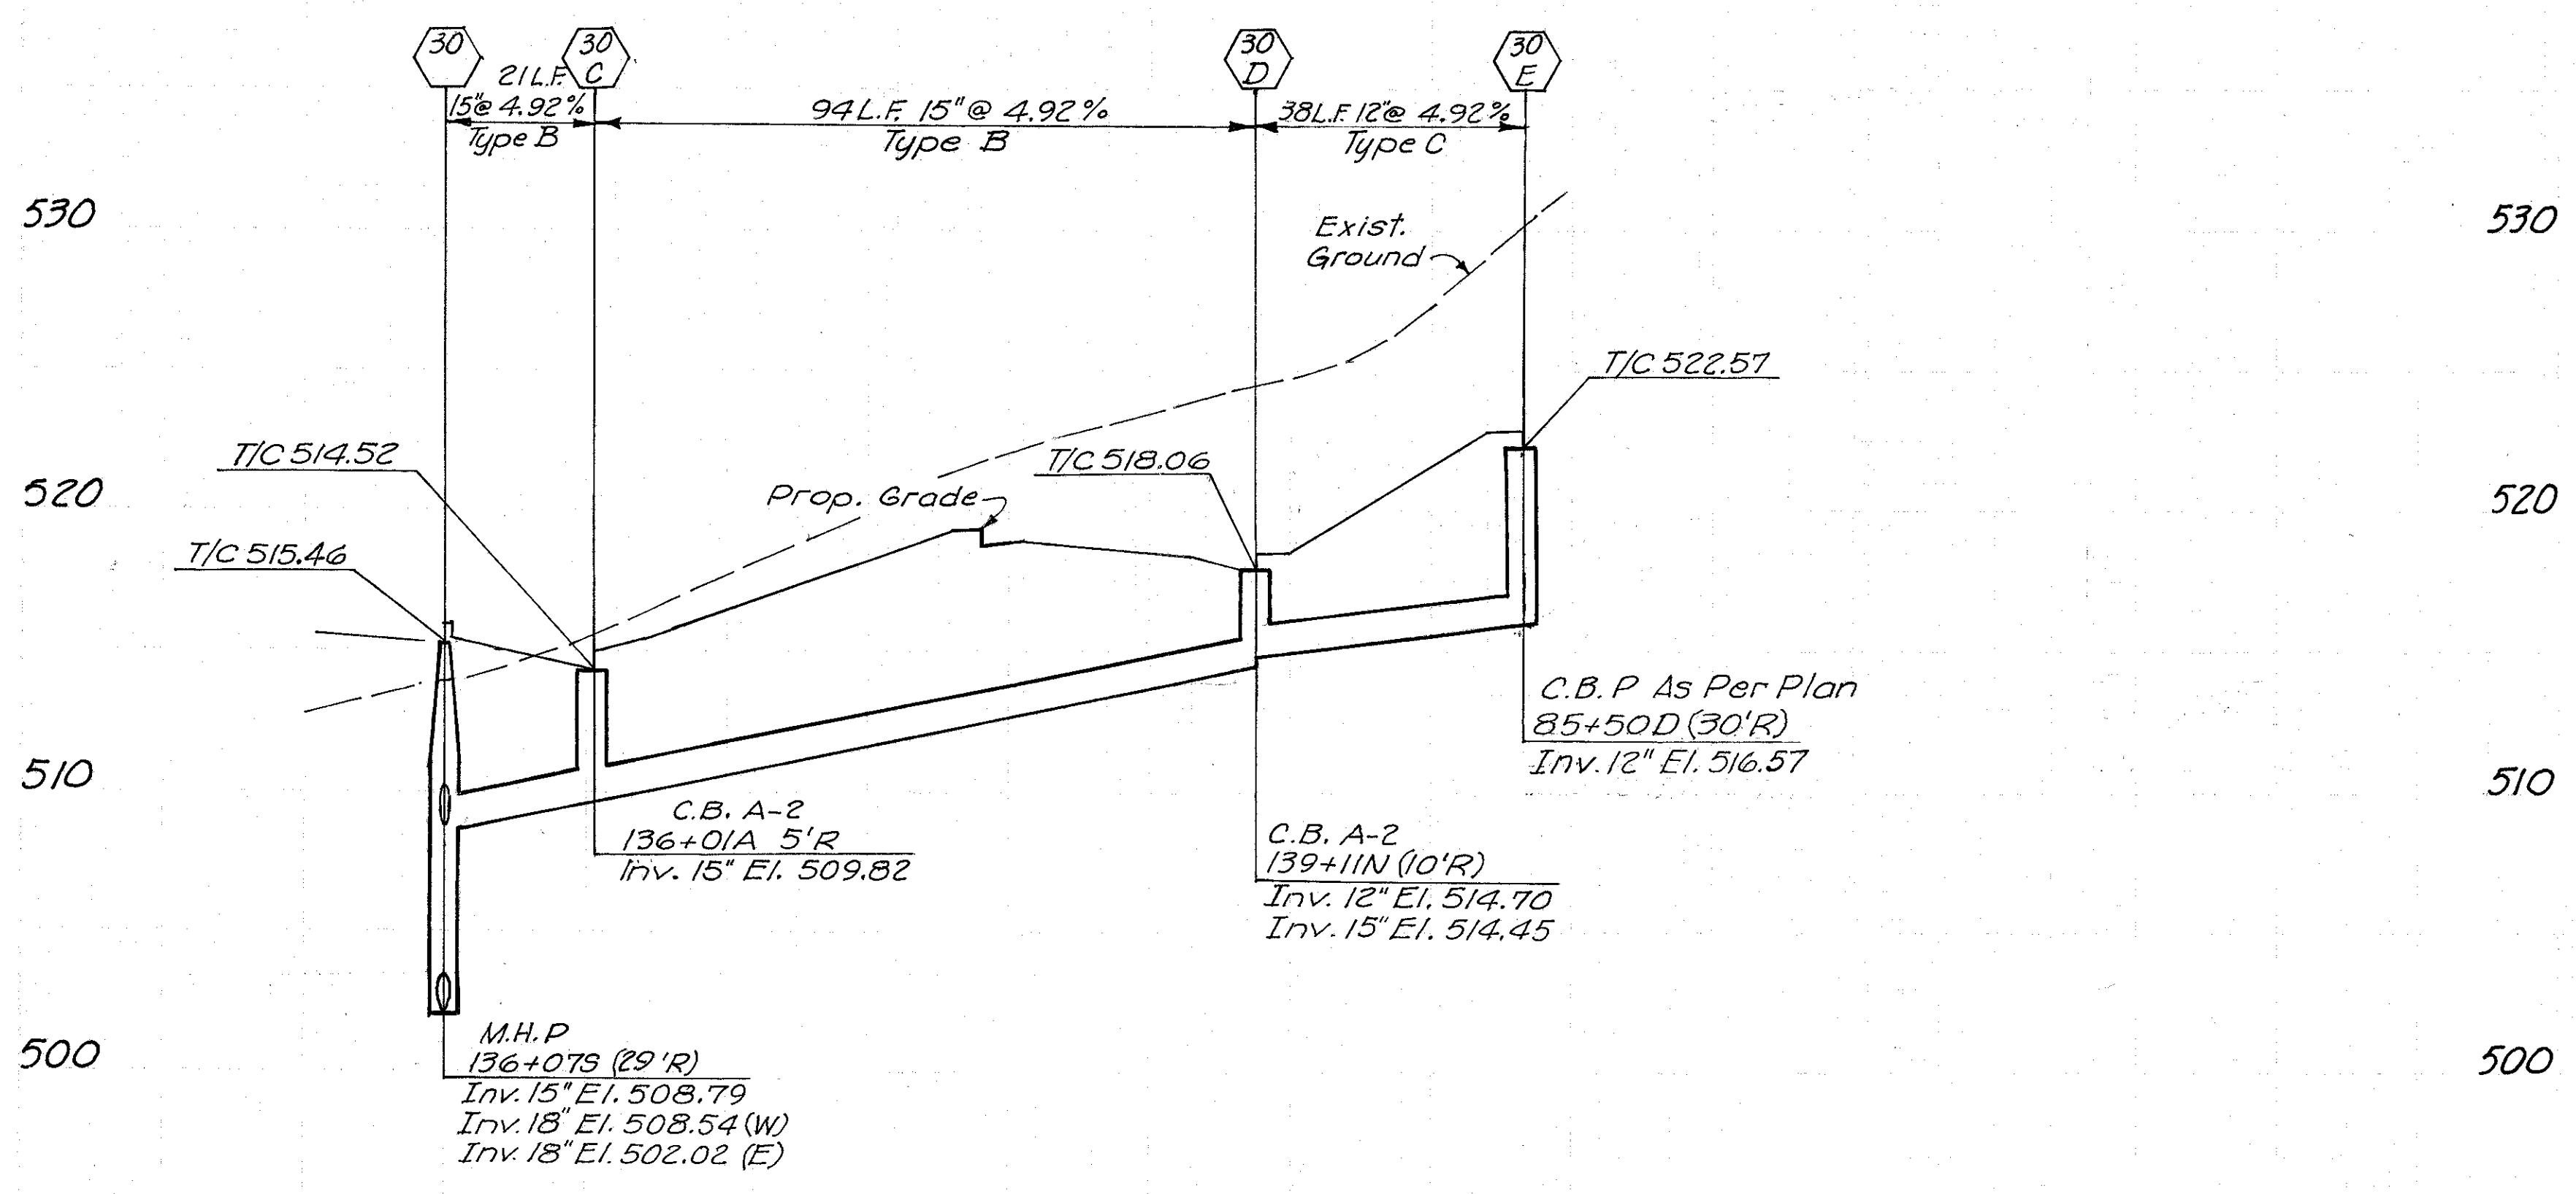 30
30
C
30
D
30
E
21 L.F.
15"@ 4.92%
Type B
94 L.F. 15"@ 4.92%
Type B
38 L.F. 12"@ 4.92%
Type C
530
530
Exist.
Ground
T/C 522.57
T/C 514.52
T/C 518.06
520
Prop. Grade
520
T/C 515.46
C.B. P As Per Plan
85+50D (30'R)
Inv. 12" El. 516.57
510
510
C.B. A-2
136+01A 5'R
Inv. 15" El. 509.82
C.B. A-2
139+11N (10'R)
Inv. 12" El. 514.70
Inv. 15" El. 514.45
M.H. P
136+07S (29'R)
Inv. 15" El. 508.79
Inv. 18" El. 508.54 (W)
Inv. 18" El. 502.02 (E)
500
500